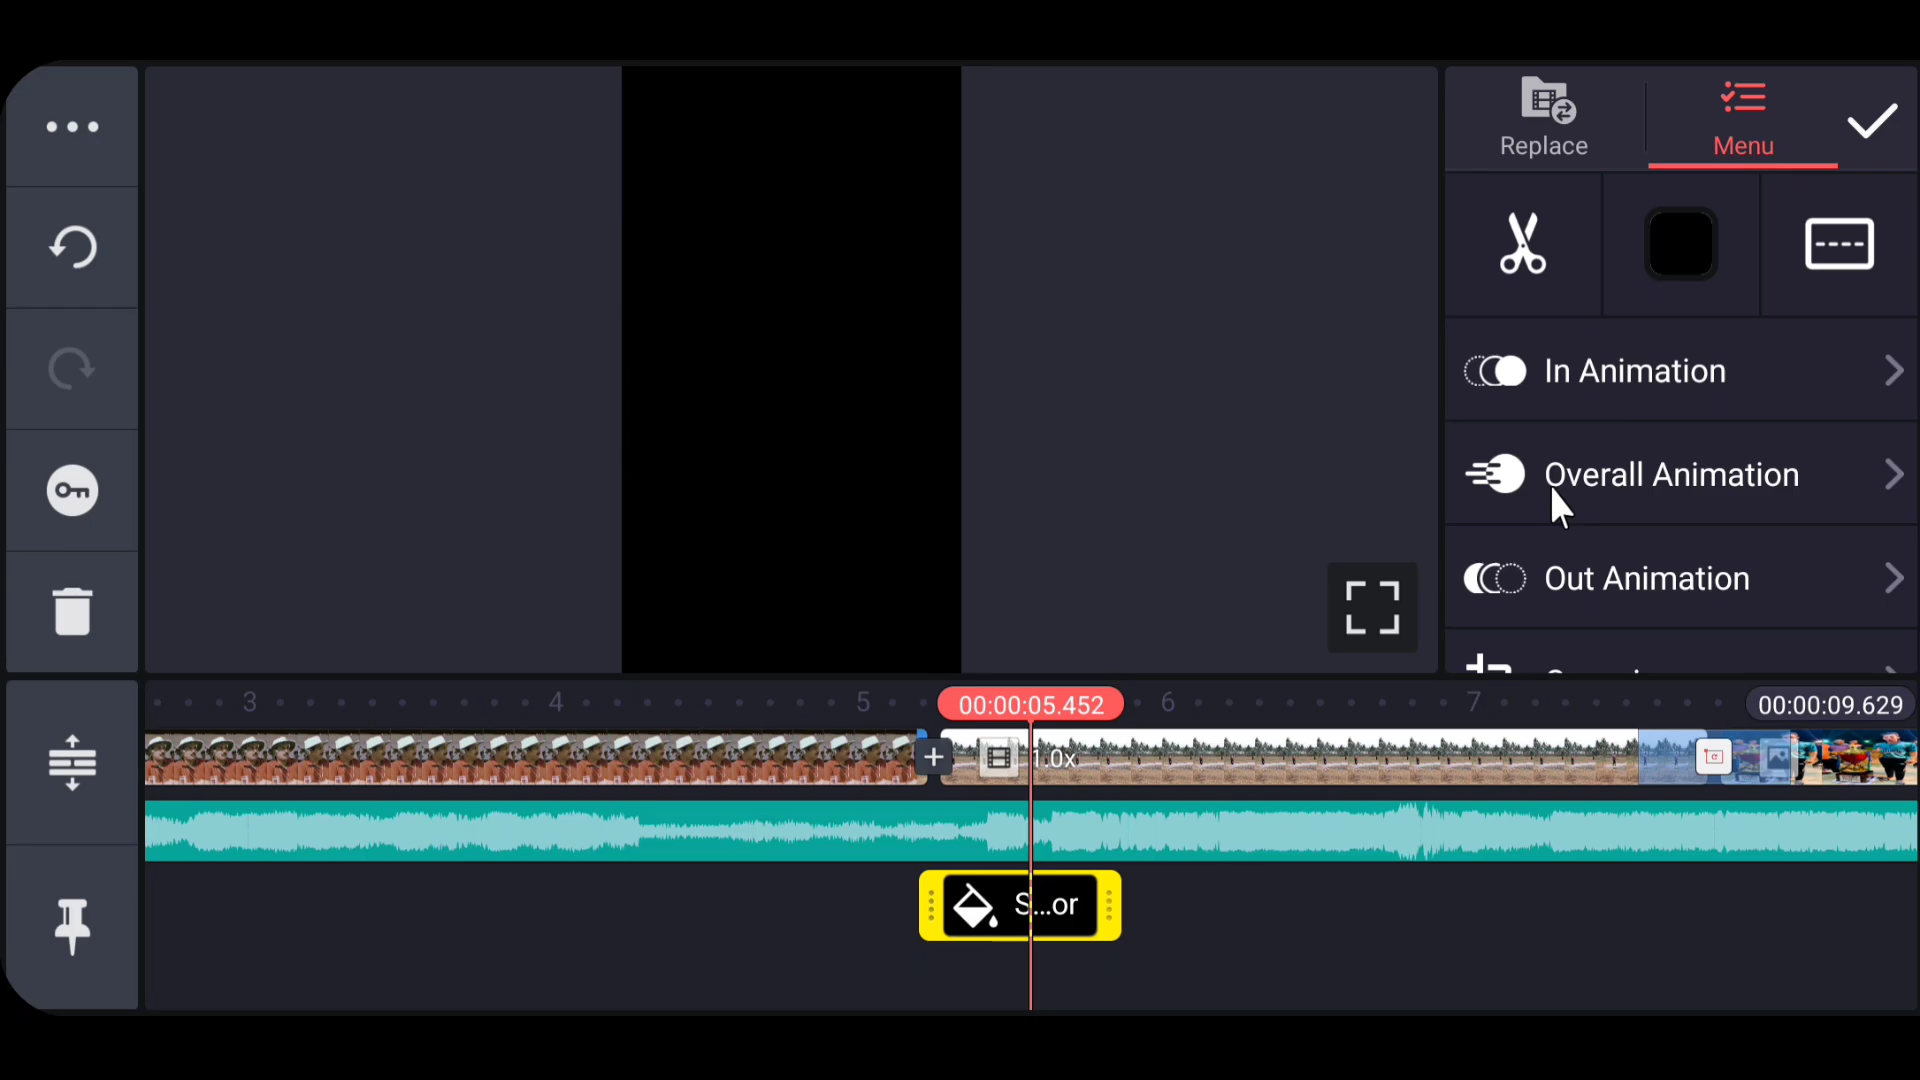 Replace
Menu
In Animation
Overall Animation
Out Animation
3
4
5
00:00:05.452
6
7
00:00:09.629
1.0x
S...or